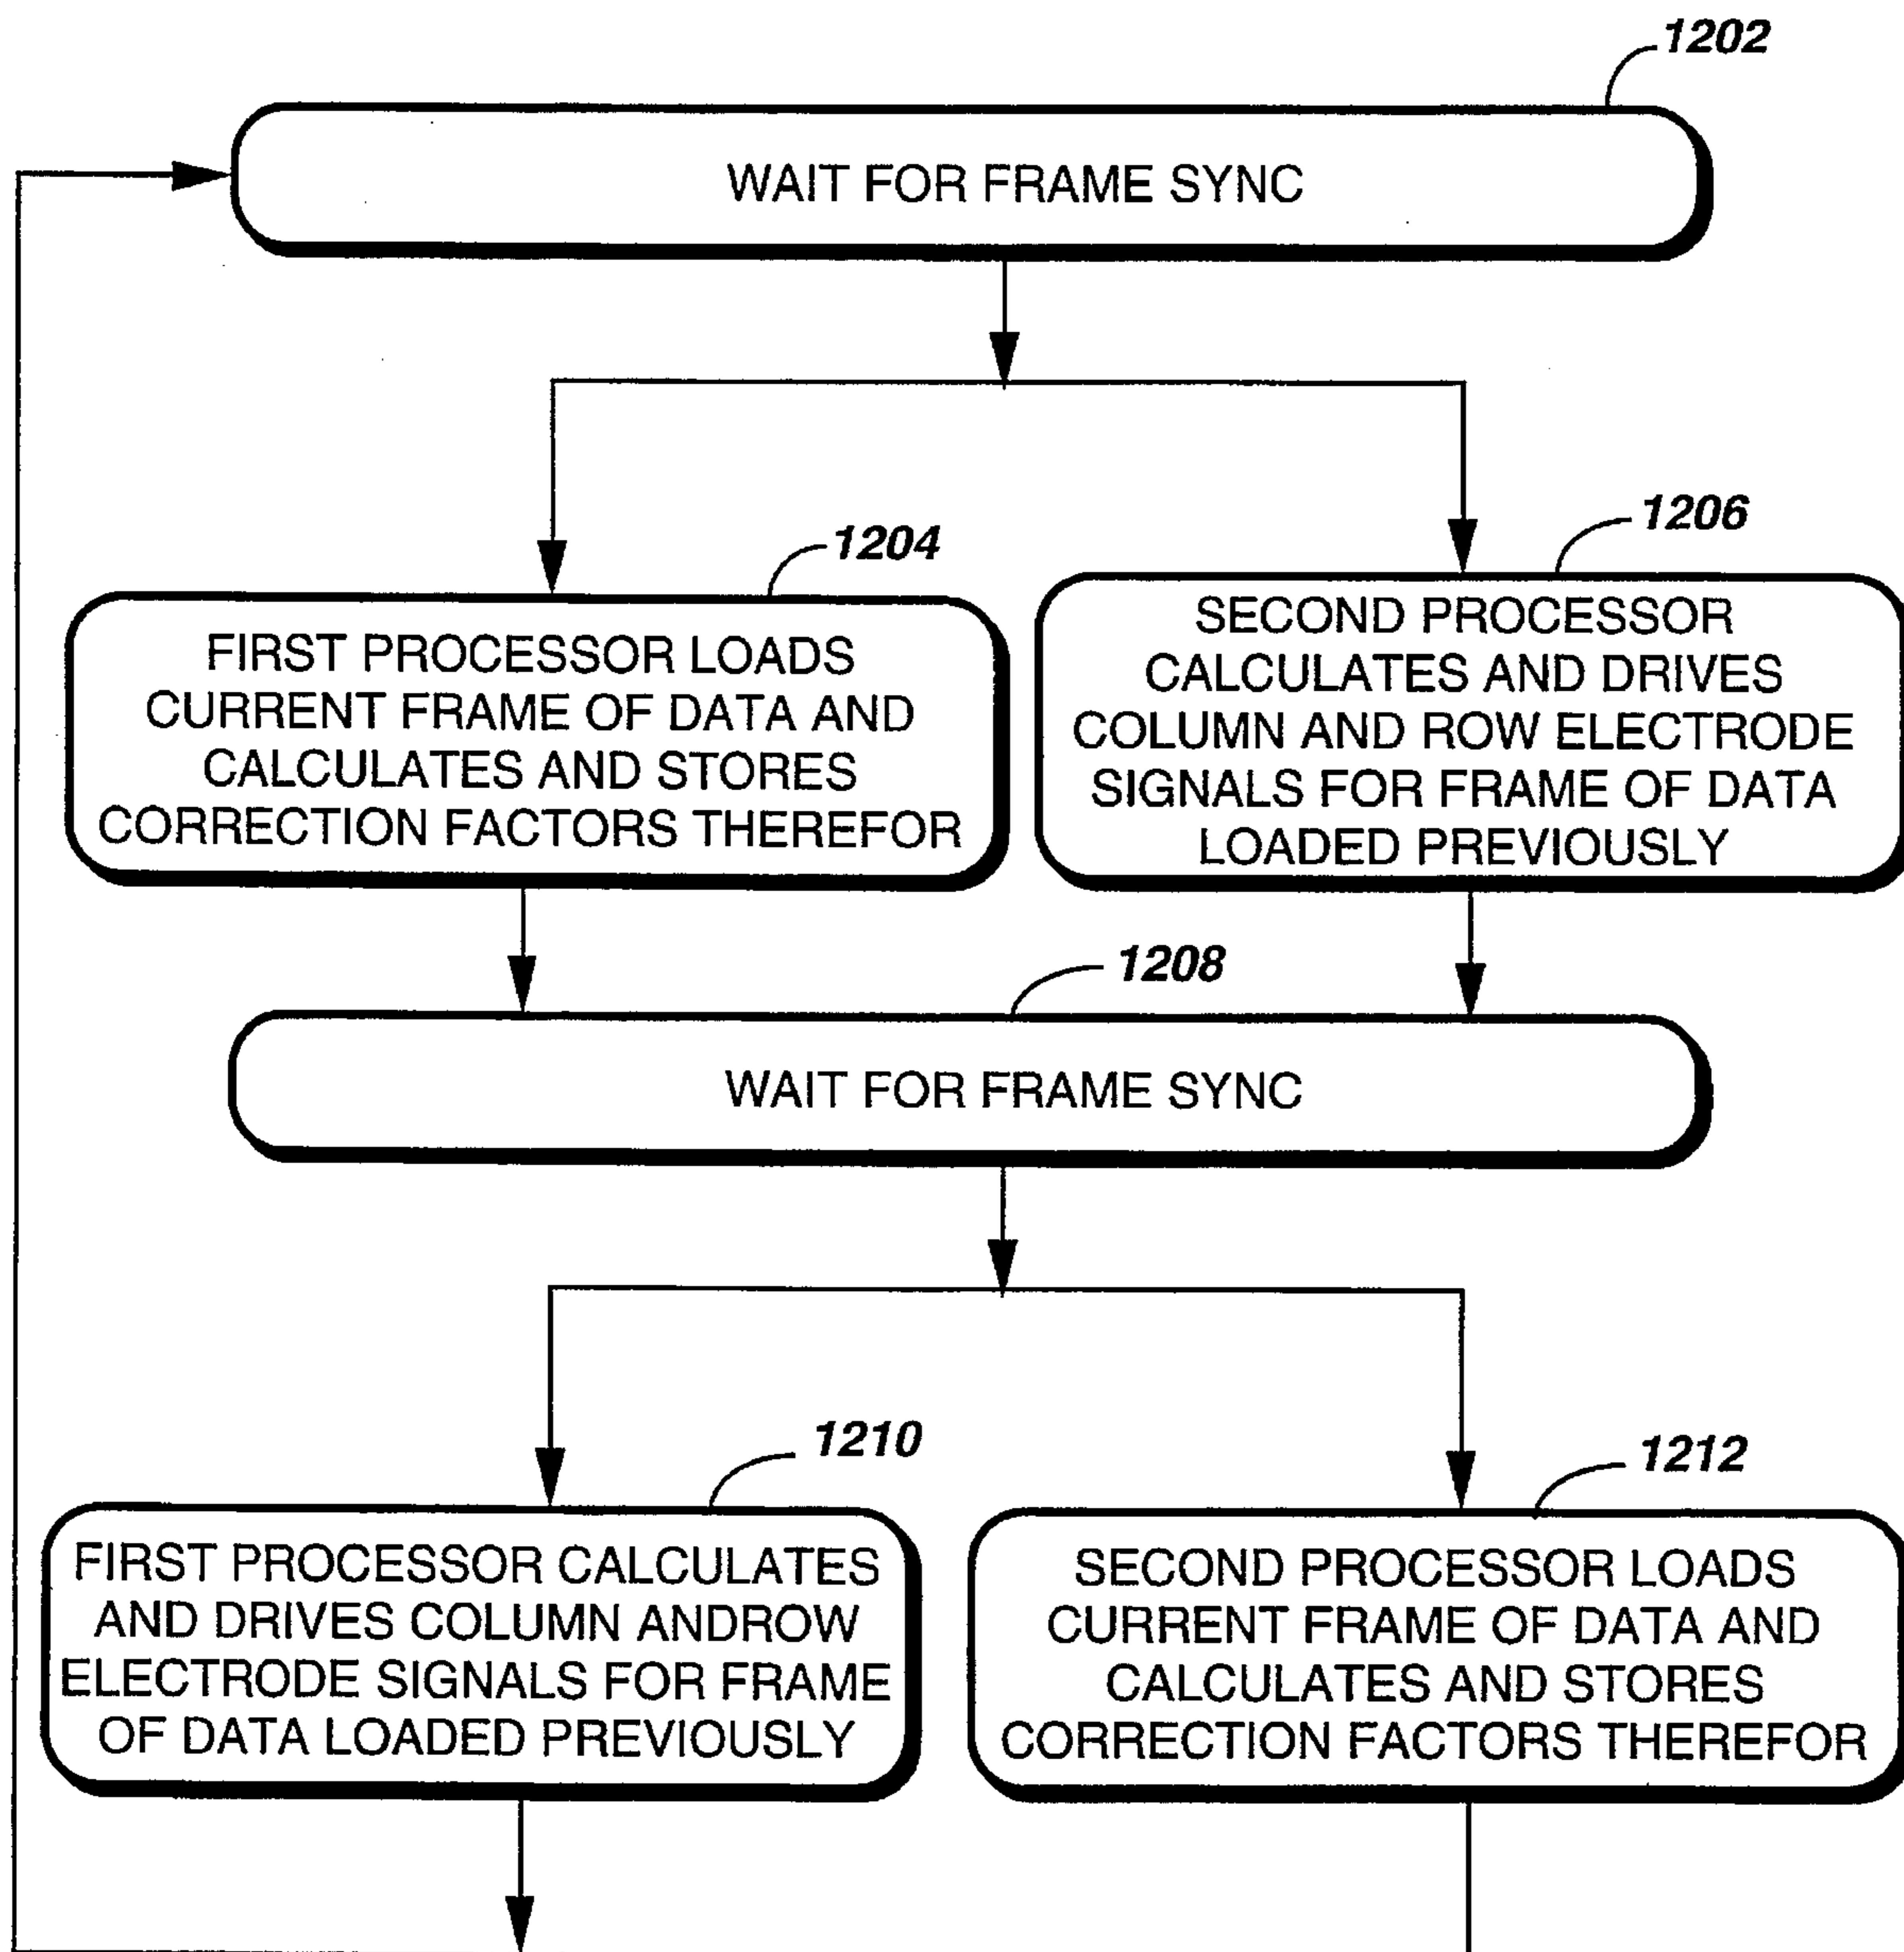 1202
WAIT FOR FRAME SYNC
1204
FIRST PROCESSOR LOADS
CURRENT FRAME OF DATA AND
CALCULATES AND STORES
CORRECTION FACTORS THEREFOR
1206
SECOND PROCESSOR
CALCULATES AND DRIVES
COLUMN AND ROW ELECTRODE
SIGNALS FOR FRAME OF DATA
LOADED PREVIOUSLY
1208
WAIT FOR FRAME SYNC
1210
FIRST PROCESSOR CALCULATES
AND DRIVES COLUMN ANDROW
ELECTRODE SIGNALS FOR FRAME
OF DATA LOADED PREVIOUSLY
1212
SECOND PROCESSOR LOADS
CURRENT FRAME OF DATA AND
CALCULATES AND STORES
CORRECTION FACTORS THEREFOR